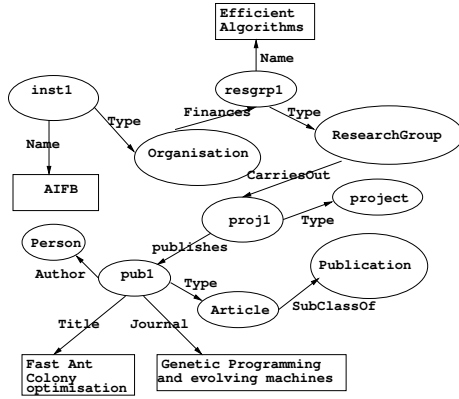 Efficient
Algorithms
Name
inst1
resgrp1
Finances
Type
Type
ResearchGroup
Name
Organisation
CarriesOut
AIFB
project
proj1
Type
Person
publishes
Author
pub1
Type
Publication
Article
SubClassOf
Title
Journal
Fast Ant
Colony
optimisation
Genetic Programming
and evolving machines